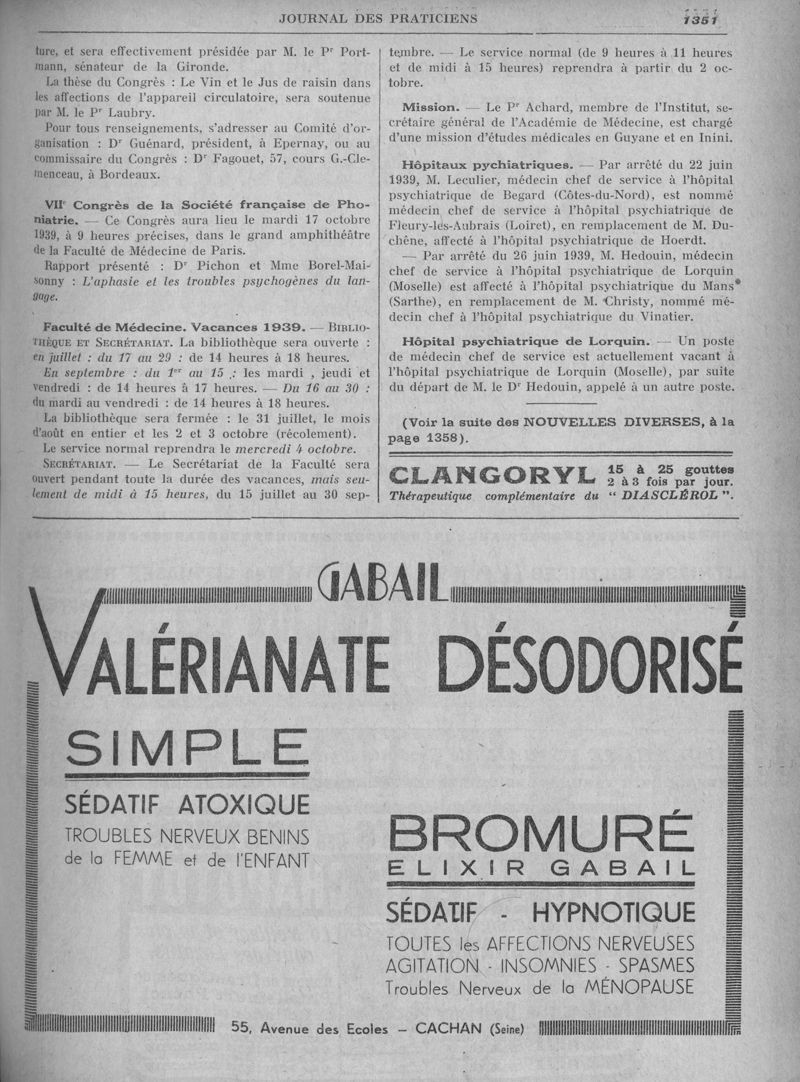 JOURNAL DES PRATICIENS
1351
ture, et sera effectivement présidée par M. le Pr Port-
mann, sénateur de la Gironde.
La thèse du Congrès : Le Vin et le Jus de raisin dans
les affections de l'appareil circulatoire, sera soutenue
par M. le Pr Laubry.
Pour tous renseignements, s'adresser au Comité d'or-
ganisation : Dr Guénard, président, à Epernay, ou au
commissaire du Congrès : Dr Fagouet, 57, cours G.-Cle-
menceau, à Bordeaux.
VIIe Congrès de la Société française de Pho-
niatrie. — Ce Congrès aura lieu le mardi 17 octobre
1939, à 9 heures précises, dans le grand amphithéâtre
de la Faculté de Médecine de Paris.
Rapport présenté : Dr Pichon et Mme Borel-Mai-
sonny : L'aphasie et les troubles psychogènes du lan-
gage.
Faculté de Médecine. Vacances 1939. — BIBLIO-
THÈQUE ET SECRÉTARIAT. La bibliothèque sera ouverte :
en juillet : du 17 au 29 : de 14 heures à 18 heures.
En septembre : du 1er au 15 : les mardi , jeudi et
vendredi : de 14 heures à 17 heures. — Du 16 au 30 :
du mardi au vendredi : de 14 heures à 18 heures.
La bibliothèque sera fermée : le 31 juillet, le mois
d'août en entier et les 2 et 3 octobre (récolement).
Le service normal reprendra le mercredi 4 octobre.
SECRÉTARIAT. — Le Secrétariat de la Faculté sera
ouvert pendant toute la durée des vacances, mais seu-
lement de midi à 15 heures, du 15 juillet au 30 sep-
tembre. — Le service normal (de 9 heures à 11 heures
et de midi à 15 heures) reprendra à partir du 2 oc-
tobre.
Mission. — Le Pr Achard, membre de l'Institut, se-
crétaire général de l'Académie de Médecine, est chargé
d'une mission d'études médicales en Guyane et en Inini.
Hôpitaux pychiatriques. — Par arrêté du 22 juin
1939, M. Leculier, médecin chef de service à l'hôpital
psychiatrique de Begard (Côtes-du-Nord), est nommé
médecin chef de service à l'hôpital psychiatrique de
Fleury-les-Aubrais (Loiret), en remplacement de M. Du-
chêne, affecté à l'hôpital psychiatrique de Hoerdt.
— Par arrêté du 26 juin 1939, M. Hedouin, médecin
chef de service à l'hôpital psychiatrique de Lorquin
(Moselle) est affecté à l'hôpital psychiatrique du Mans
(Sarthe), en remplacement de M. Christy, nommé mé-
decin chef à l'hôpital psychiatrique du Vinatier.
Hôpital psychiatrique de Lorquin. — Un poste
de médecin chef de service est actuellement vacant à
l'hôpital psychiatrique de Lorquin (Moselle), par suite
du départ de M. le Dr Hedouin, appelé à un autre poste.
(Voir la suite des NOUVELLES DIVERSES, à la
page 1358).
CLANGORYL 15 à 25 gouttes
2 à 3 fois par jour.
Thérapeutique complémentaire du “ DIASCLÉROL ”.
GABAIL
VALÉRIANATE DÉSODORISÉ
SIMPLE
SÉDATIF ATOXIQUE
TROUBLES NERVEUX BENINS
de la FEMME et de l'ENFANT
BROMURÉ
ELIXIR GABAIL
SÉDATIF - HYPNOTIQUE
TOUTES les AFFECTIONS NERVEUSES
AGITATION - INSOMNIES - SPASMES
Troubles Nerveux de la MÉNOPAUSE
55, Avenue des Ecoles — CACHAN (Seine)